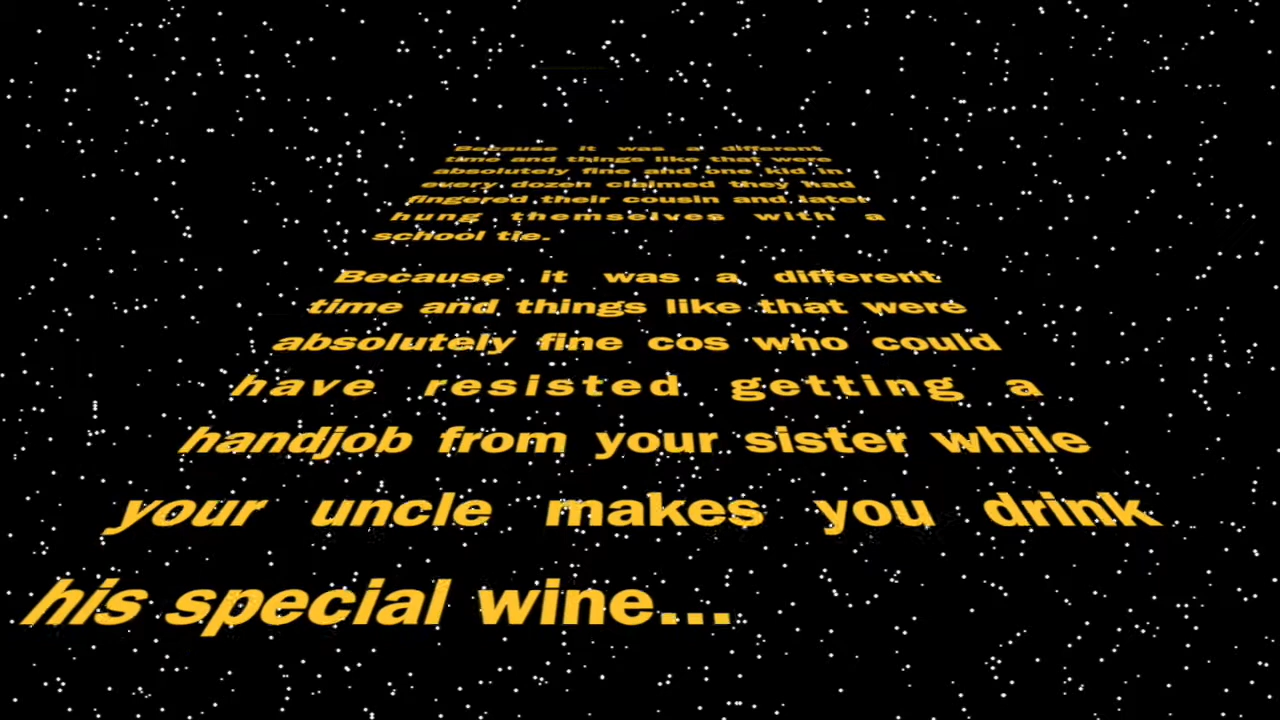 Because it was a different
time and things like that were
absolutely fine and one kid in
every dozen claimed they had
fingered their cousin and later
hung themselves with a
school tie.
Because it was a different
time and things like that were
absolutely fine cos who could
have resisted getting a
handjob from your sister while
your uncle makes you drink
his special wine...